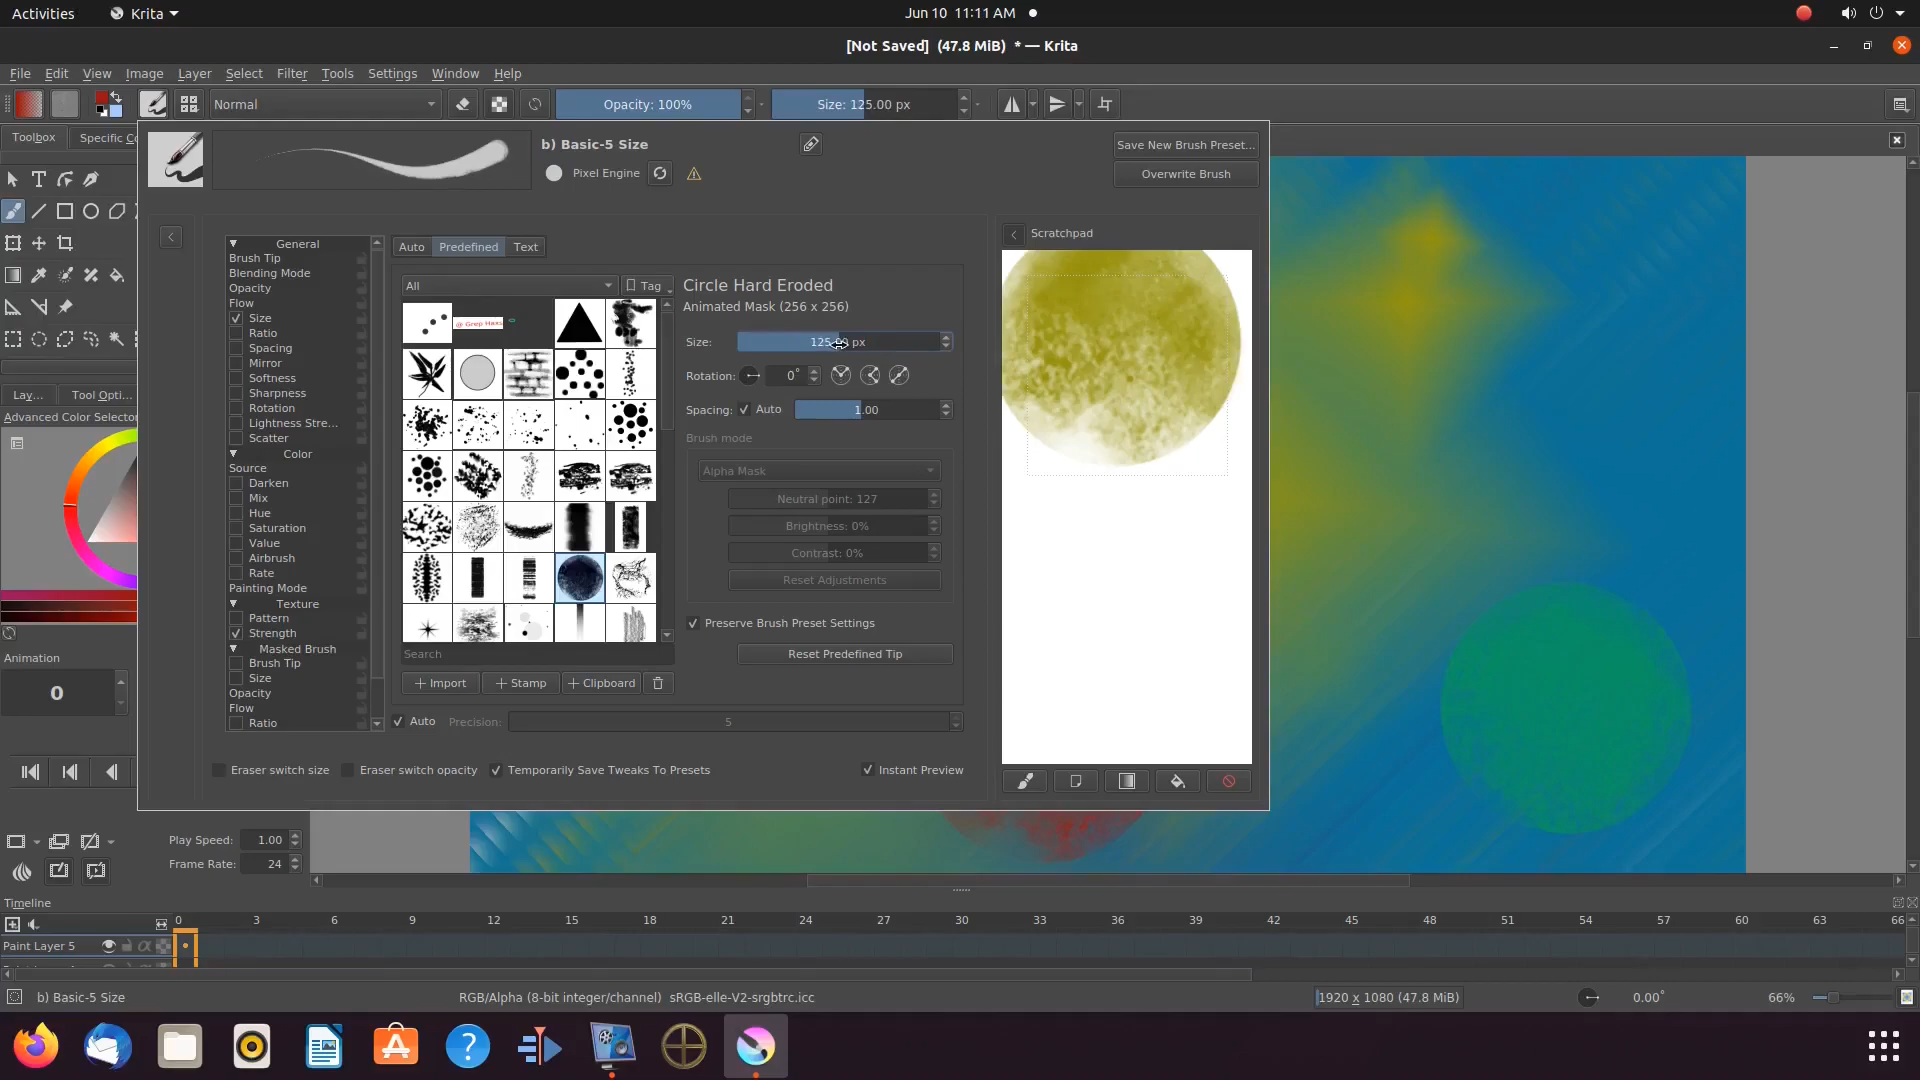 Activities
Krita
Jun 10 11:11 AM
[Not Saved] (47.8 MiB) * — Krita
File Edit View Image Layer Select Filter Tools Settings Window Help
Normal
Opacity: 100%
Size: 125.00 px
Toolbox
b) Basic-5 Size
Save New Brush Preset...
Pixel Engine
Overwrite Brush
General
Brush Tip
Blending Mode
Opacity
Flow
Size
Ratio
Spacing
Mirror
Softness
Sharpness
Rotation
Lightness Stre...
Scatter
Color
Source
Darken
Mix
Hue
Saturation
Value
Airbrush
Rate
Painting Mode
Texture
Pattern
Strength
Masked Brush
Brush Tip
Size
Opacity
Flow
Ratio
Auto Predefined Text
All
Tag
Search
Import
Stamp
Clipboard
Auto
Precision:
5
Circle Hard Eroded
Animated Mask (256 x 256)
Size:
Rotation:
0°
Spacing:
Auto
1.00
Brush mode
Alpha Mask
Neutral point: 127
Brightness: 0%
Contrast: 0%
Reset Adjustments
Preserve Brush Preset Settings
Reset Predefined Tip
Eraser switch size
Eraser switch opacity
Temporarily Save Tweaks To Presets
Instant Preview
Scratchpad
Lay...
Tool Opti...
Advanced Color Selector
Animation
0
Play Speed:
1.00
Frame Rate:
24
Timeline
0 3 6 9 12 15 18 21 24 27 30 33 36 39 42 45 48 51 54 57 60 63 66
Paint Layer 5
b) Basic-5 Size
RGB/Alpha (8-bit integer/channel) sRGB-elle-V2-srgbtrc.icc
1920 x 1080 (47.8 MiB)
0.00°
66%